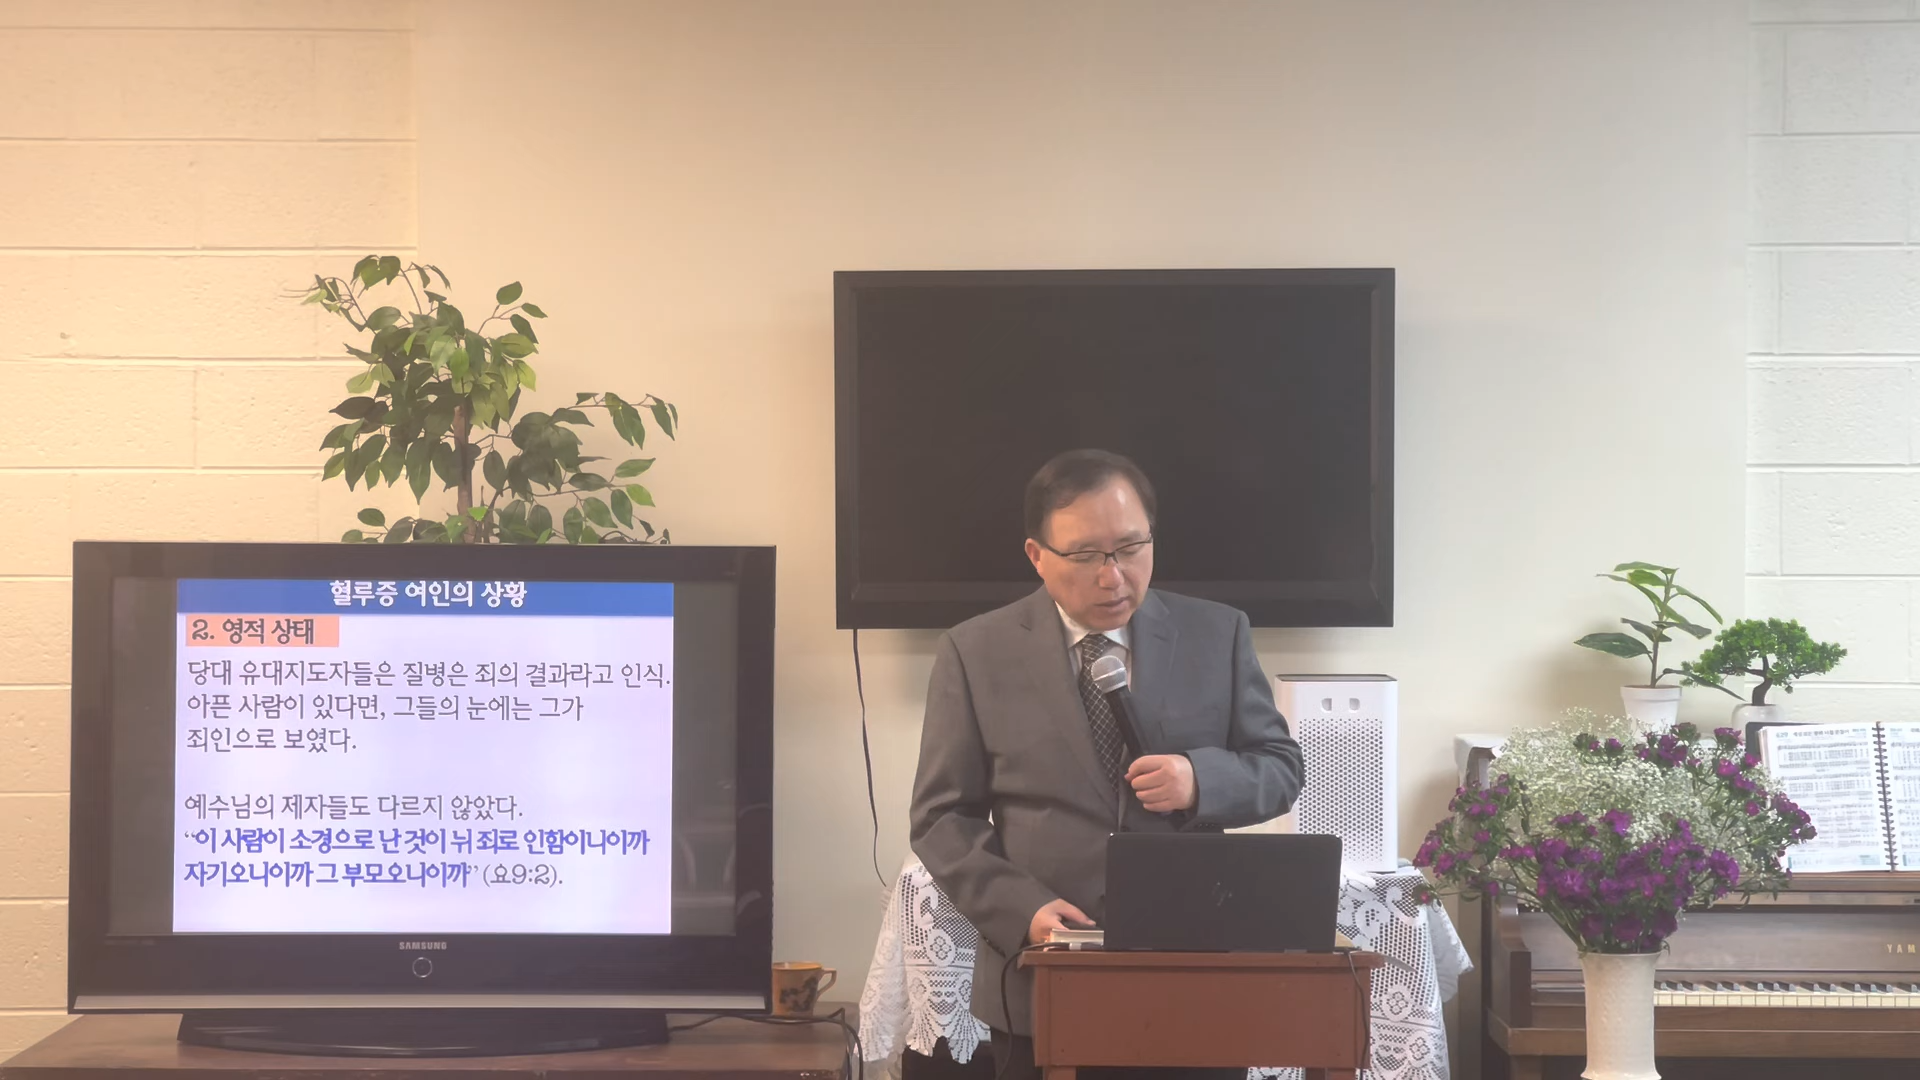 혈루증 여인의 상황
2. 영적 상태
당대 유대지도자들은 질병은 죄의 결과라고 인식.
아픈 사람이 있다면, 그들의 눈에는 그가
죄인으로 보였다.
예수님의 제자들도 다르지 않았다.
“이 사람이 소경으로 난 것이 뉘 죄로 인함이니이까
자기오니이까 그 부모오니이까”(요9:2).
SAMSUNG
YAM